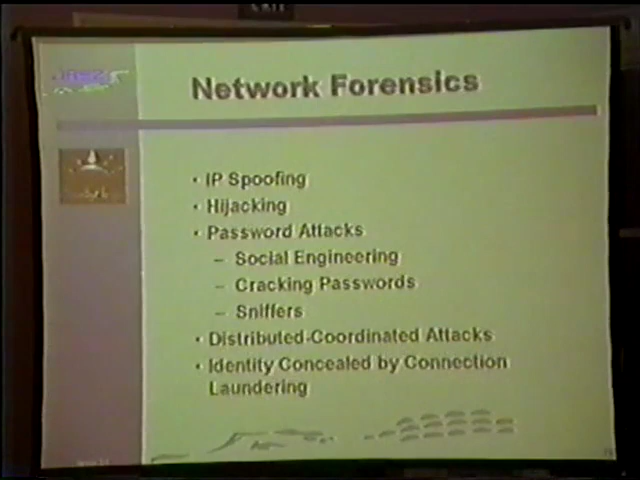 EXIT
Network Forensics
· IP Spoofing
· Hijacking
· Password Attacks
– Social Engineering
– Cracking Passwords
– Sniffers
· Distributed-Coordinated Attacks
· Identity Concealed by Connection
Laundering